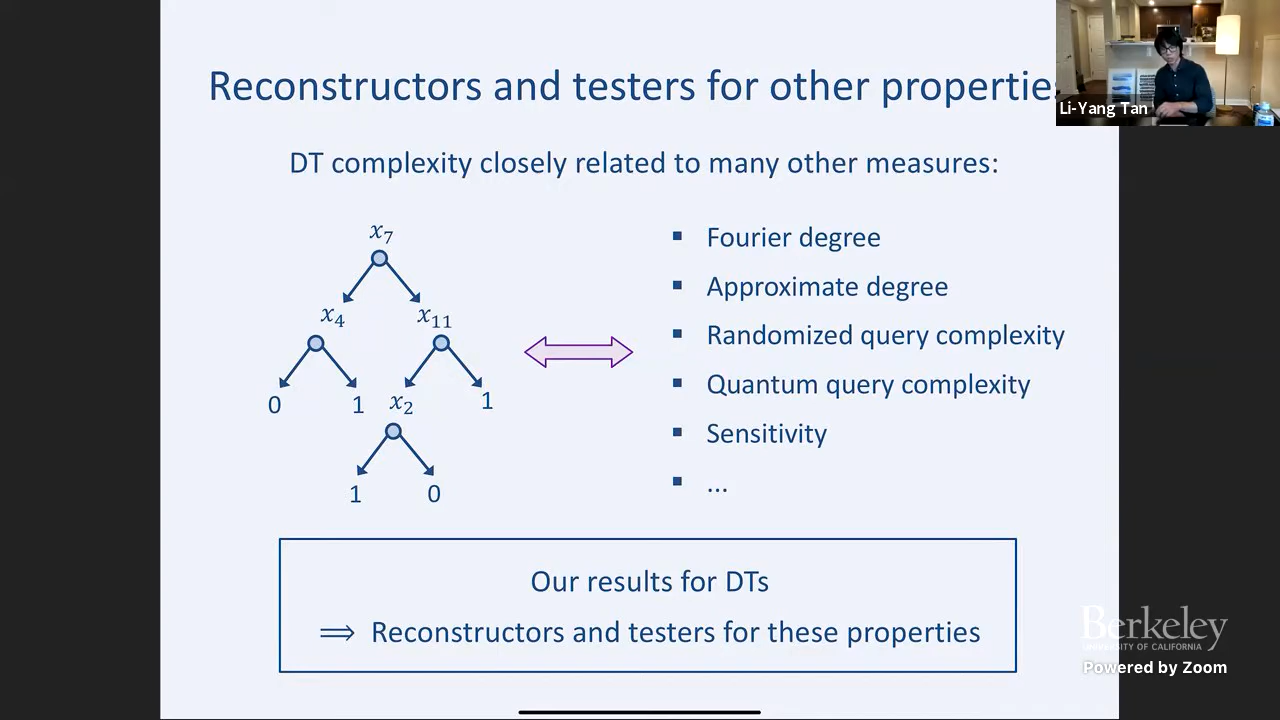 Reconstructors and testers for other propertie
Li-Yang Tan
DT complexity closely related to many other measures:
x₇
x₄
x₁₁
0
1
x₂
1
1
0
▪ Fourier degree
▪ Approximate degree
▪ Randomized query complexity
▪ Quantum query complexity
▪ Sensitivity
▪ ...
Our results for DTs
⟹ Reconstructors and testers for these properties
Berkeley
UNIVERSITY OF CALIFORNIA
Powered by Zoom